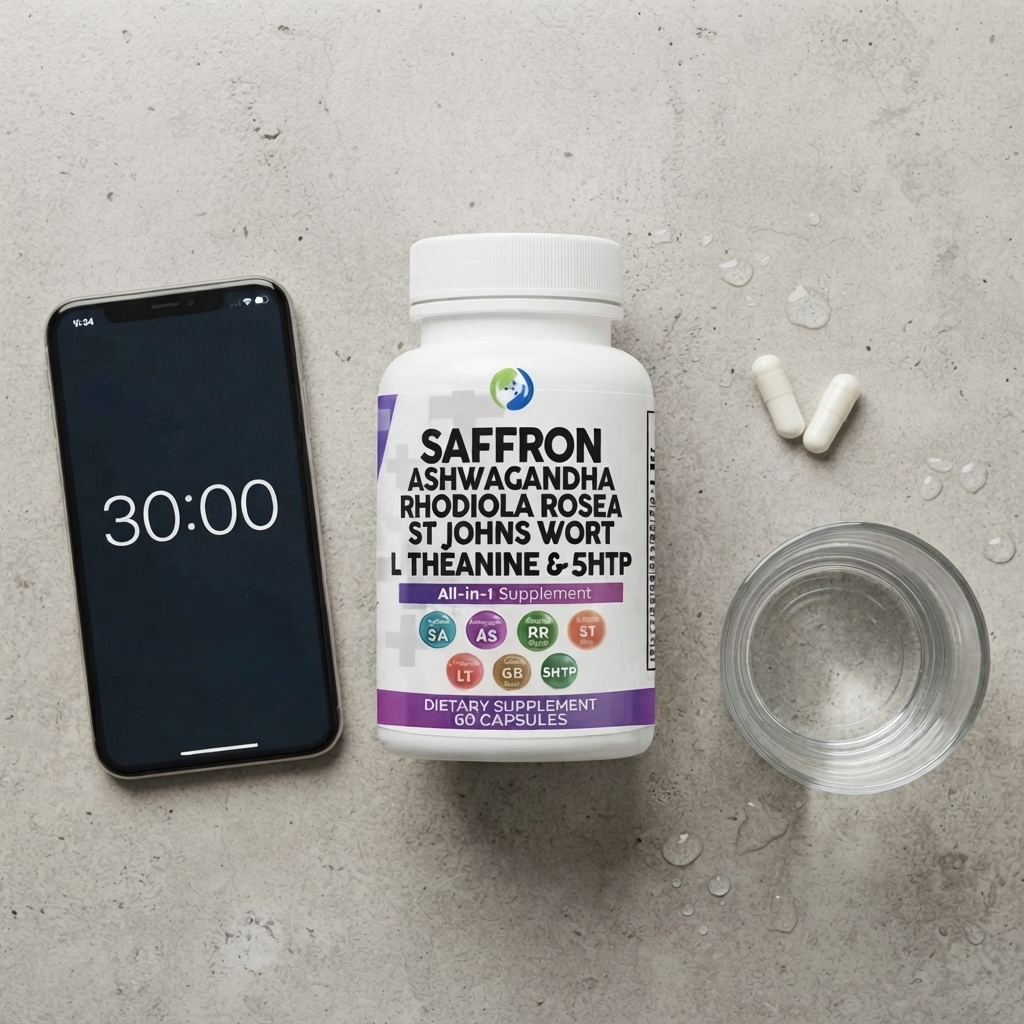 30:00
SAFFRON
ASHWAGANDHA
RHODIOLA ROSEA
ST JOHNS WORT
L THEANINE & 5HTP
All-in-1 Supplement
SA
AS
RR
ST
LT
GB
5HTP
DIETARY SUPPLEMENT
60 CAPSULES